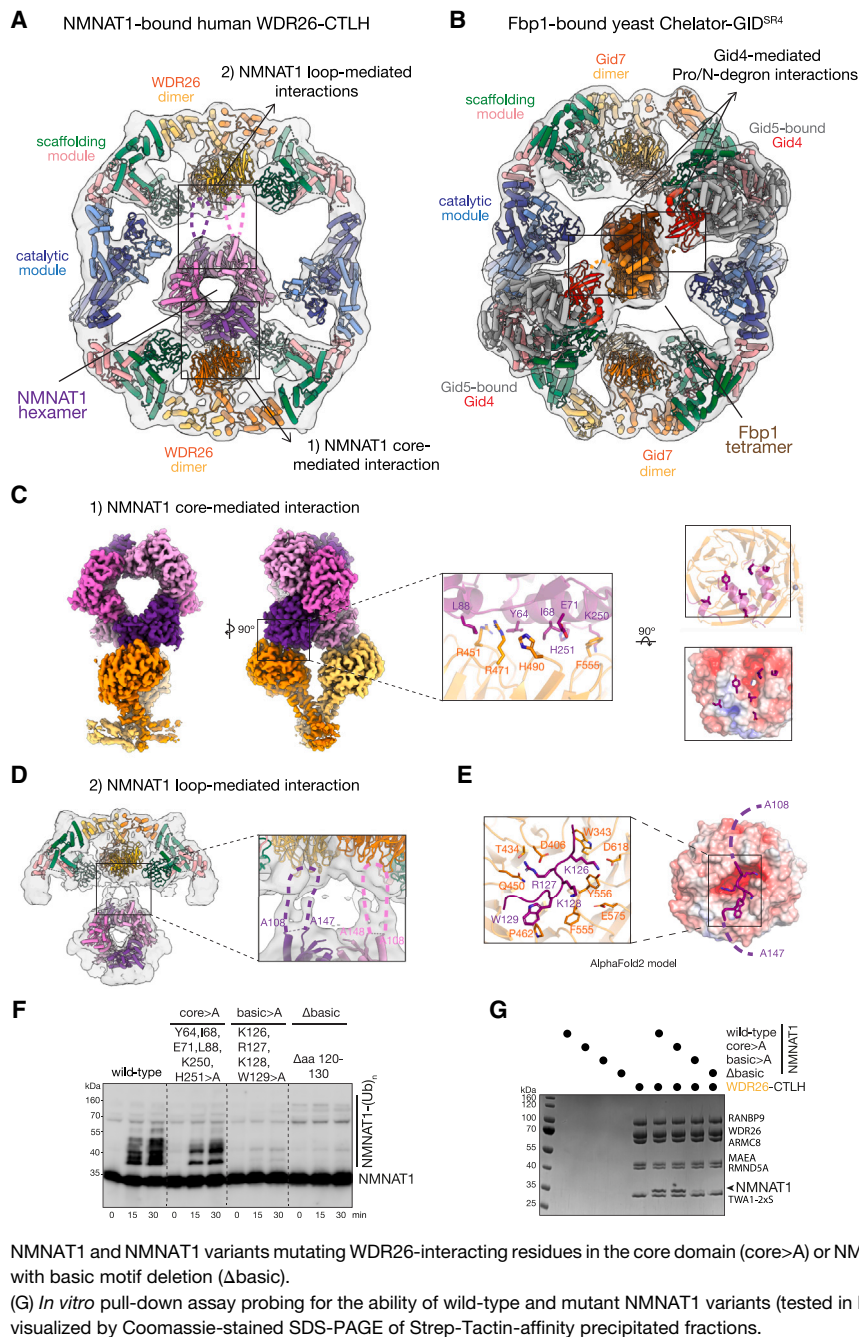 A NMNAT1-bound human WDR26-CTLH
WDR26
dimer
2) NMNAT1 loop-mediated
interactions
scaffolding
module
catalytic
module
NMNAT1
hexamer
WDR26
dimer
1) NMNAT1 core-
mediated interaction
B Fbp1-bound yeast Chelator-GIDSR4
Gid7
dimer
Gid4-mediated
Pro/N-degron interactions
scaffolding
module
Gid5-bound
Gid4
catalytic
module
Gid5-bound
Gid4
Gid7
dimer
Fbp1
tetramer
C
1) NMNAT1 core-mediated interaction
90º
L88
Y64
I68
E71
K250
R451
R471
H490
H251
F555
90º
D
2) NMNAT1 loop-mediated interaction
A108
A147
A148
A108
E
W343
T434
D406
D618
K126
Q450
R127
Y556
K128
W129
E575
P462
F555
AlphaFold2 model
A108
A147
F
core>A
basic>A
Δbasic
wild-type
Y64,I68,
E71,L88,
K250,
H251>A
K126,
R127,
K128,
W129>A
Δaa 120-
130
kDa
160
70
55
40
35
NMNAT1-(Ub)n
NMNAT1
0 15 30 0 15 30 0 15 30 0 15 30 min
G
wild-type
core>A
basic>A
Δbasic
NMNAT1
WDR26-CTLH
kDa
160
120
100
70
55
40
35
25
RANBP9
WDR26
ARMC8
MAEA
RMND5A
NMNAT1
TWA1-2xS
NMNAT1 and NMNAT1 variants mutating WDR26-interacting residues in the core domain (core>A) or NM
with basic motif deletion (Δbasic).
(G) In vitro pull-down assay probing for the ability of wild-type and mutant NMNAT1 variants (tested in
visualized by Coomassie-stained SDS-PAGE of Strep-Tactin-affinity precipitated fractions.